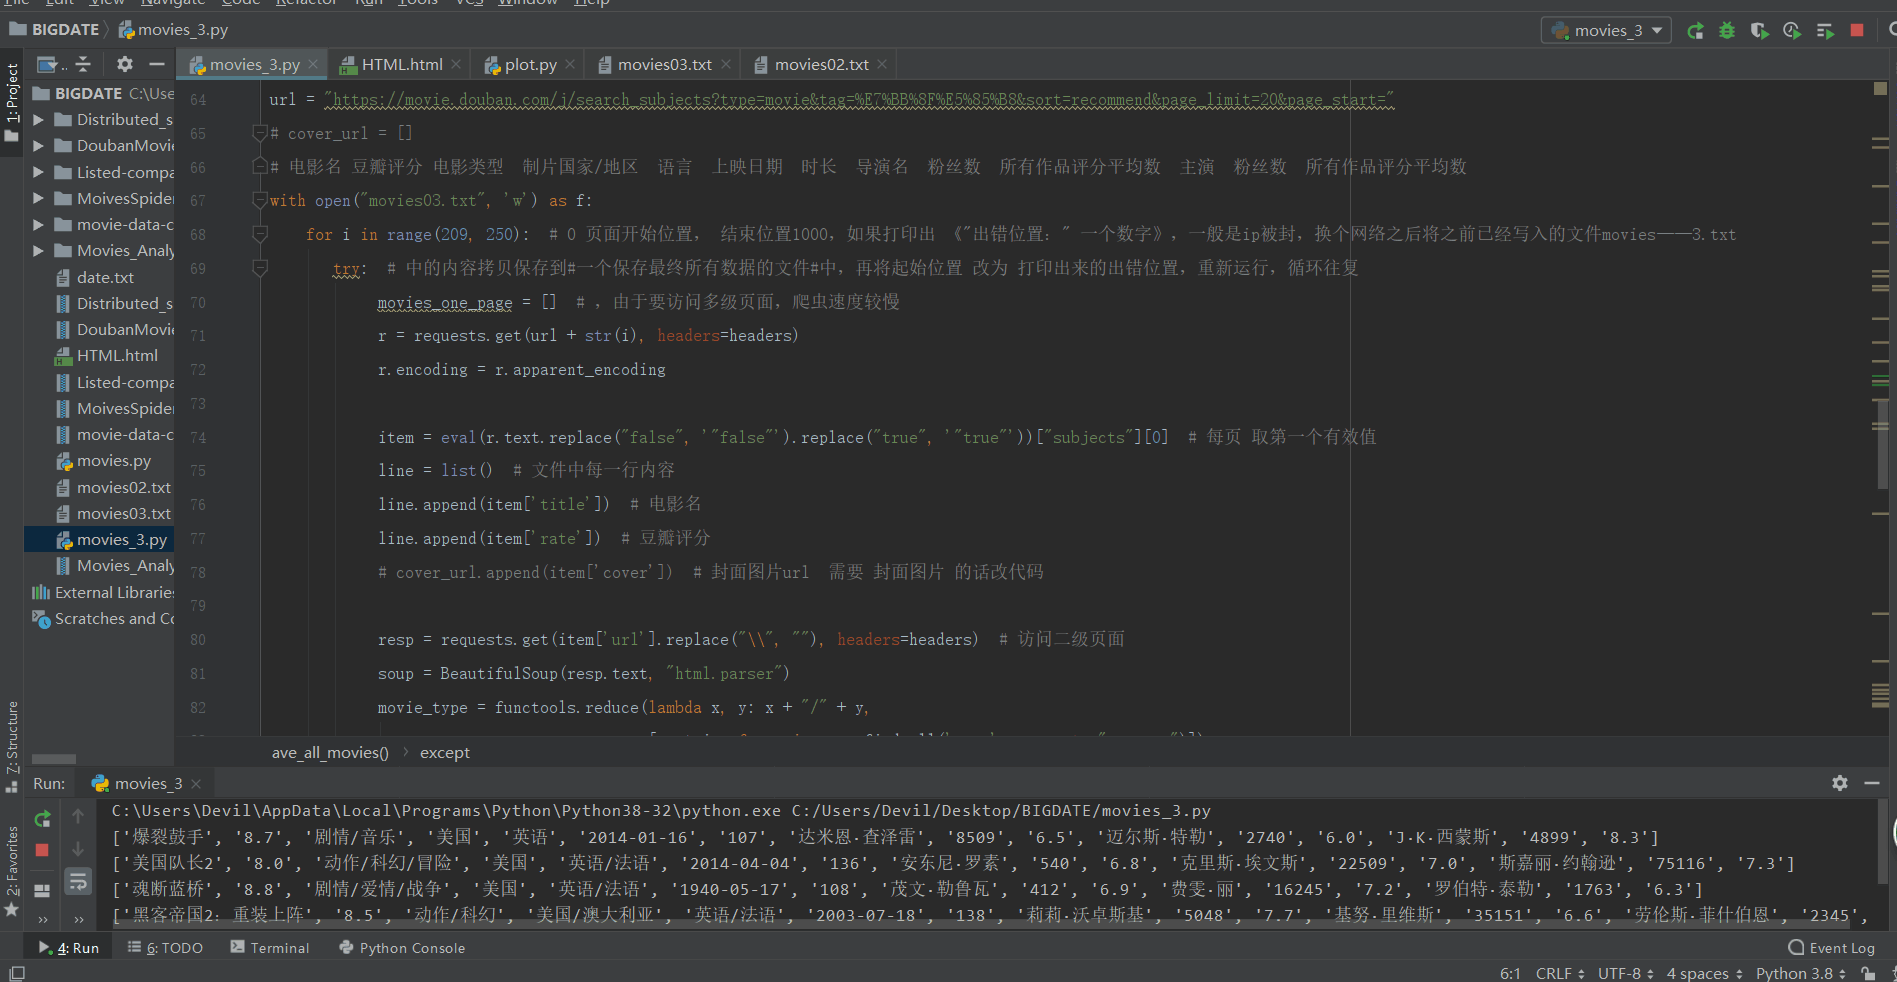 File Edit View Navigate Code Refactor Run Tools VCS Window Help
BIGDATE movies_3.py movies_3
movies_3.py HTML.html plot.py movies03.txt movies02.txt
1: Project
BIGDATE C:\Use
Distributed_s
DoubanMovie
Listed-compa
MoivesSpider
movie-data-c
Movies_Analy
date.txt
Distributed_s
DoubanMovie
HTML.html
Listed-compa
MoivesSpider
movie-data-c
movies.py
movies02.txt
movies03.txt
movies_3.py
Movies_Analy
External Libraries
Scratches and Co
64 url = "https://movie.douban.com/j/search_subjects?type=movie&tag=%E7%BB%8F%E5%85%B8&sort=recommend&page_limit=20&page_start="
65 # cover_url = []
66 # 电影名 豆瓣评分 电影类型 制片国家/地区 语言 上映日期 时长 导演名 粉丝数 所有作品评分平均数 主演 粉丝数 所有作品评分平均数
67 with open("movies03.txt", 'w') as f:
68 for i in range(209, 250): # 0 页面开始位置， 结束位置1000，如果打印出 《"出错位置：" 一个数字》，一般是ip被封，换个网络之后将之前已经写入的文件movies——3.txt
69 try: # 中的内容拷贝保存到#一个保存最终所有数据的文件#中，再将起始位置 改为 打印出来的出错位置，重新运行，循环往复
70 movies_one_page = [] # ，由于要访问多级页面，爬虫速度较慢
71 r = requests.get(url + str(i), headers=headers)
72 r.encoding = r.apparent_encoding
73
74 item = eval(r.text.replace("false", '"false"').replace("true", '"true"'))["subjects"][0] # 每页 取第一个有效值
75 line = list() # 文件中每一行内容
76 line.append(item['title']) # 电影名
77 line.append(item['rate']) # 豆瓣评分
78 # cover_url.append(item['cover']) # 封面图片url 需要 封面图片 的话改代码
79
80 resp = requests.get(item['url'].replace("\\", ""), headers=headers) # 访问二级页面
81 soup = BeautifulSoup(resp.text, "html.parser")
82 movie_type = functools.reduce(lambda x, y: x + "/" + y,
ave_all_movies() except
Z: Structure
2: Favorites
Run: movies_3
C:\Users\Devil\AppData\Local\Programs\Python\Python38-32\python.exe C:/Users/Devil/Desktop/BIGDATE/movies_3.py
['爆裂鼓手', '8.7', '剧情/音乐', '美国', '英语', '2014-01-16', '107', '达米恩·查泽雷', '8509', '6.5', '迈尔斯·特勒', '2740', '6.0', 'J·K·西蒙斯', '4899', '8.3']
['美国队长2', '8.0', '动作/科幻/冒险', '美国', '英语/法语', '2014-04-04', '136', '安东尼·罗素', '540', '6.8', '克里斯·埃文斯', '22509', '7.0', '斯嘉丽·约翰逊', '75116', '7.3']
['魂断蓝桥', '8.8', '剧情/爱情/战争', '美国', '英语/法语', '1940-05-17', '108', '茂文·勒鲁瓦', '412', '6.9', '费雯·丽', '16245', '7.2', '罗伯特·泰勒', '1763', '6.3']
['黑客帝国2：重装上阵', '8.5', '动作/科幻', '美国/澳大利亚', '英语/法语', '2003-07-18', '138', '莉莉·沃卓斯基', '5048', '7.7', '基努·里维斯', '35151', '6.6', '劳伦斯·菲什伯恩', '2345',
4: Run 6: TODO Terminal Python Console Event Log
6:1 CRLF UTF-8 4 spaces Python 3.8